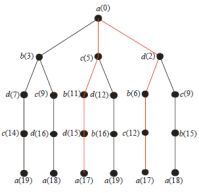 a(0)
b(3) c(5) d(2)
d(7) c(9) b(11) d(12) b(6) c(9)
c(14) d(16) d(15) b(16) c(12) b(15)
a(19) a(18) a(17) a(19) a(17) a(18)